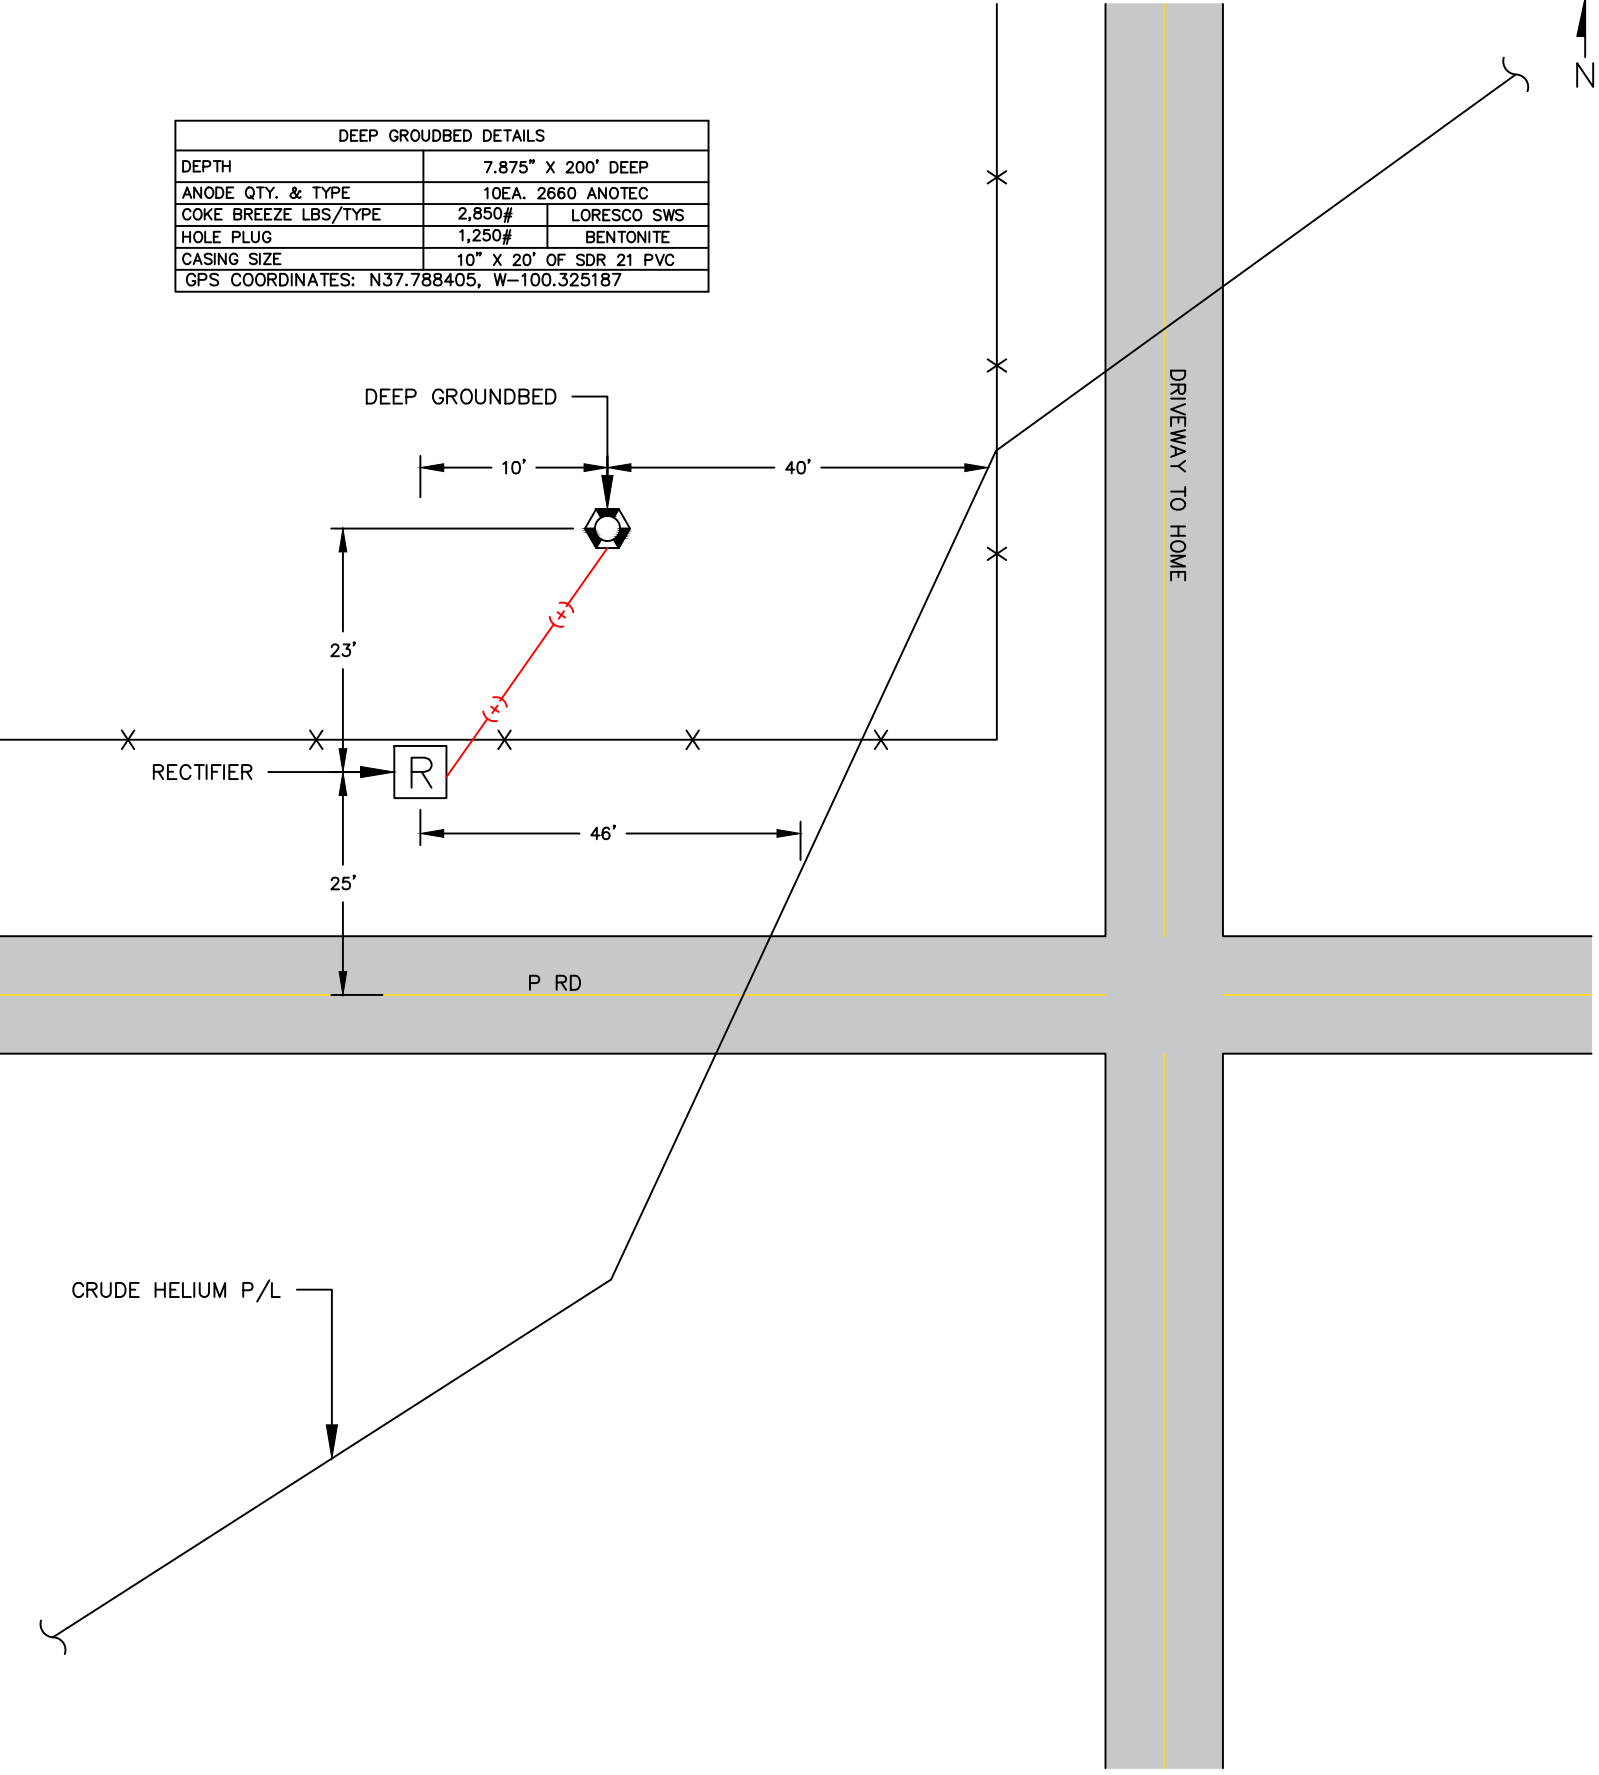 N
DEEP GROUDBED DETAILS
DEPTH 7.875" X 200' DEEP
ANODE QTY. & TYPE 10EA. 2660 ANOTEC
COKE BREEZE LBS/TYPE 2,850# LORESCO SWS
HOLE PLUG 1,250# BENTONITE
CASING SIZE 10" X 20' OF SDR 21 PVC
GPS COORDINATES: N37.788405, W-100.325187
DEEP GROUNDBED
10'
40'
DRIVEWAY TO HOME
(+)
23'
(+)
RECTIFIER
R
46'
25'
P RD
CRUDE HELIUM P/L